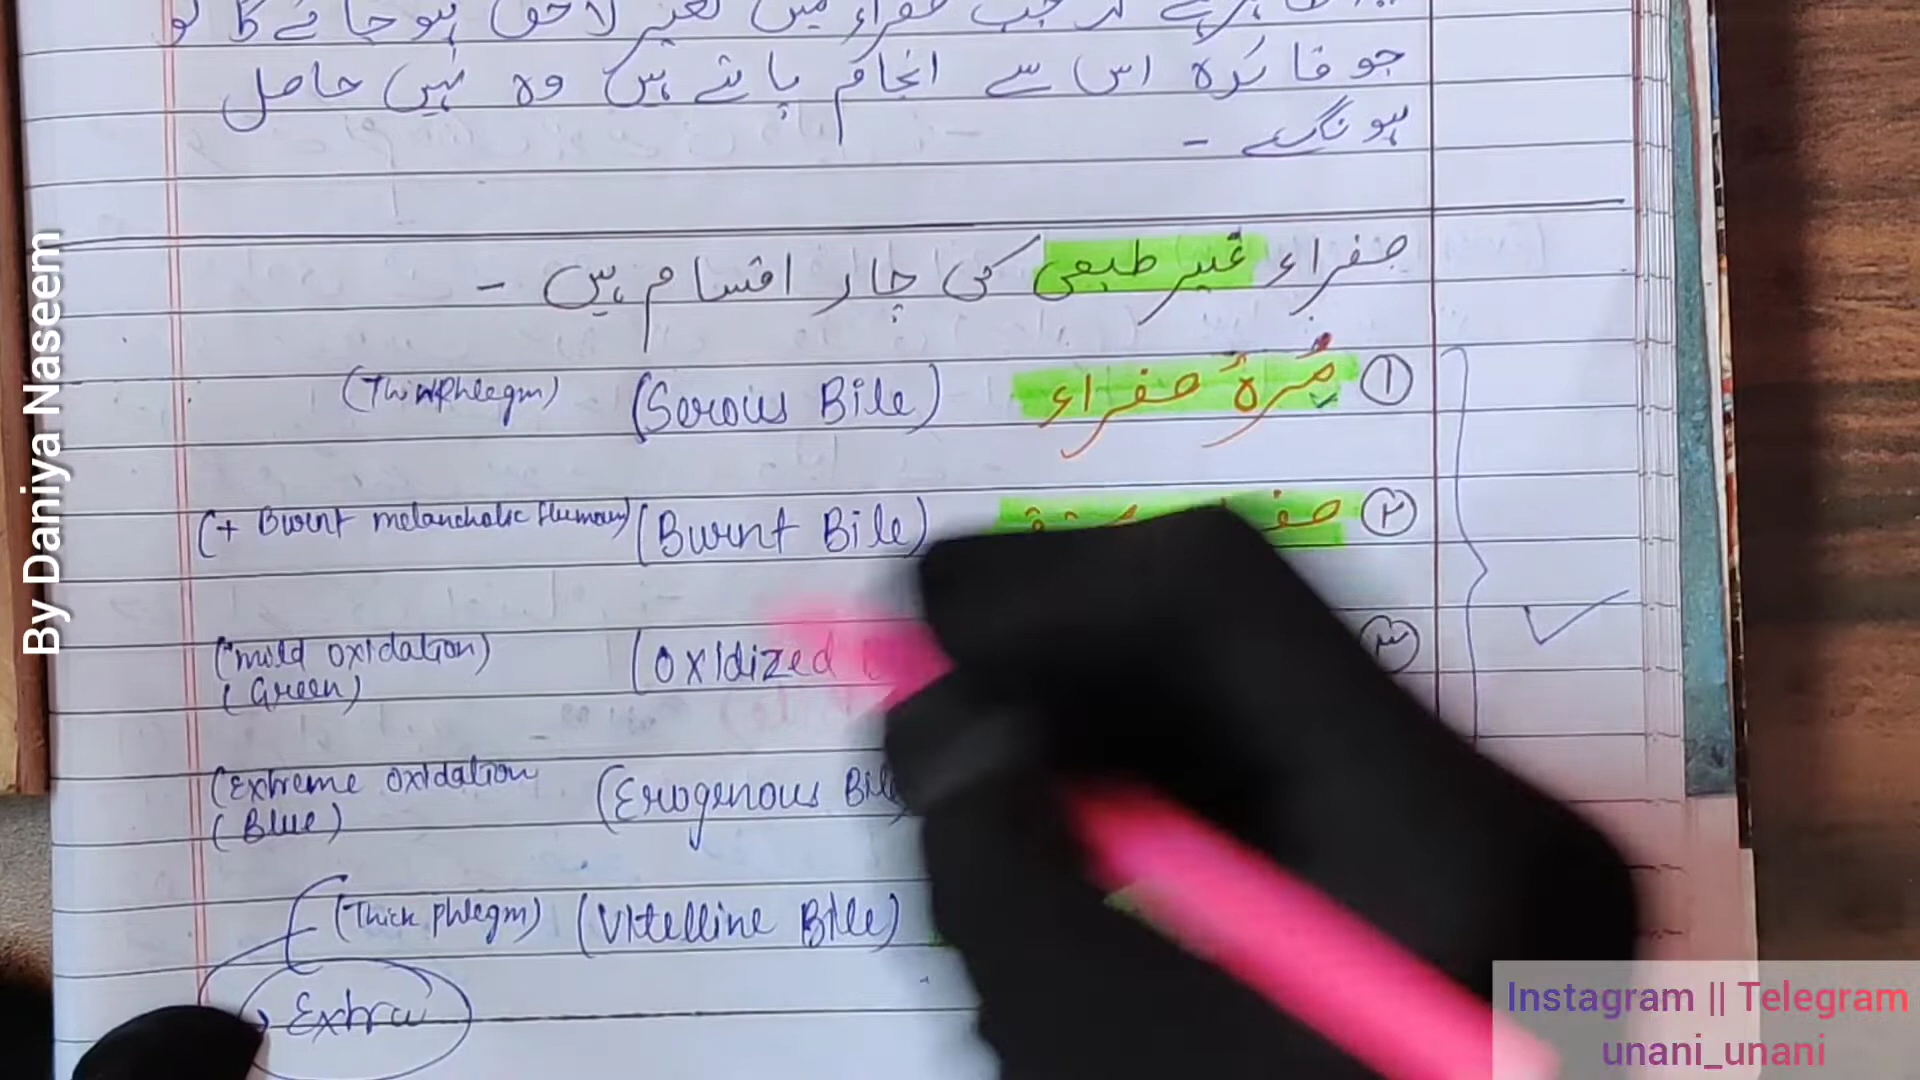 جو فائدہ اس سے انجام پاتے ہیں وہ نہیں حاصل
ہونگے -
صفراء غیر طبعی کی چار اقسام ہیں -
① مُرہُ صفراء (Serous Bile) (Thin Phlegm)
② (Burnt Bile) (+ Burnt melancholic Humour)
③ (Oxidized (mild oxidation)
(Green)
(Erogenous Bile (Extreme oxidation
(Blue)
(Vitelline Bile) (Thick phlegm)
Extra
By Daniya Naseem
Instagram || Telegram
unani_unani